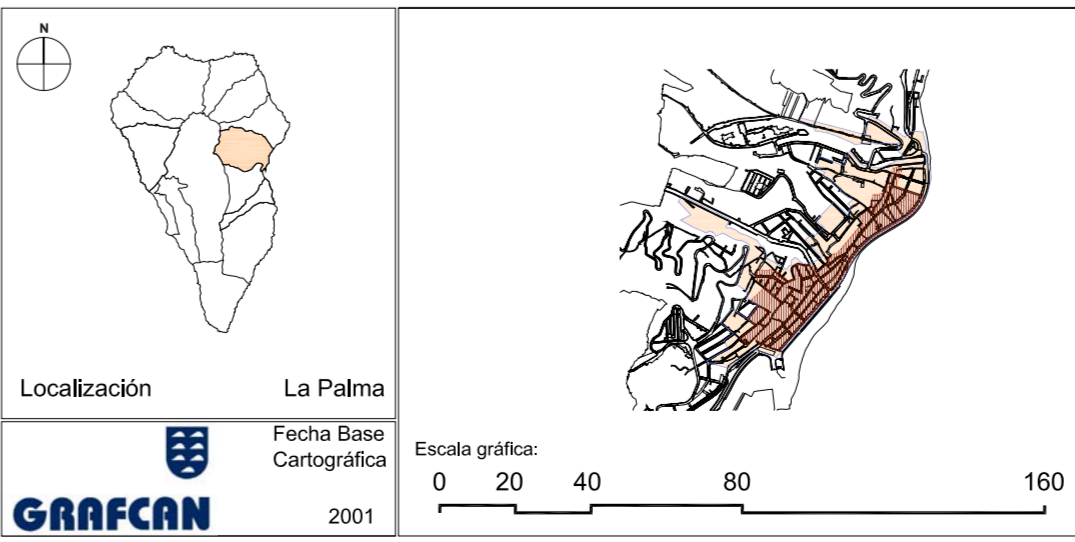 N
Localización La Palma
Fecha Base
Cartográfica
GRAFCAN
2001
Escala gráfica:
0 20 40 80 160